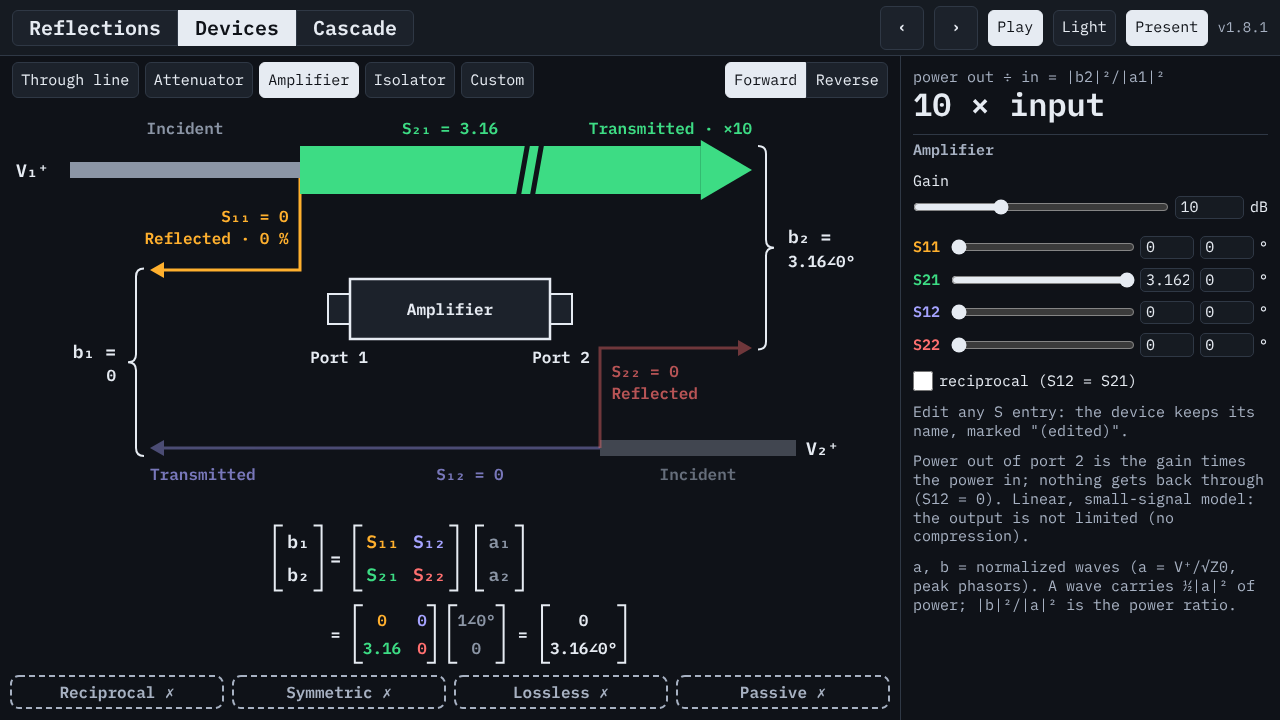 Reflections Devices Cascade ‹ › Play Light Present v1.8.1
Through line Attenuator Amplifier Isolator Custom Forward Reverse
Incident S₂₁ = 3.16 Transmitted · ×10
V₁⁺
S₁₁ = 0
Reflected · 0 %
b₂ =
3.16∠0°
Amplifier
Port 1 Port 2
b₁ =
0
S₂₂ = 0
Reflected
V₂⁺
Transmitted S₁₂ = 0 Incident
b₁ = S₁₁ S₁₂ a₁
b₂ S₂₁ S₂₂ a₂
= 0 0 1∠0° = 0
3.16 0 0 3.16∠0°
Reciprocal ✗ Symmetric ✗ Lossless ✗ Passive ✗
power out ÷ in = |b2|²/|a1|²
10 × input
Amplifier
Gain
10 dB
S11 0 0 °
S21 3.162 0 °
S12 0 0 °
S22 0 0 °
reciprocal (S12 = S21)
Edit any S entry: the device keeps its
name, marked "(edited)".
Power out of port 2 is the gain times
the power in; nothing gets back through
(S12 = 0). Linear, small-signal model:
the output is not limited (no
compression).
a, b = normalized waves (a = V⁺/√Z0,
peak phasors). A wave carries ½|a|² of
power; |b|²/|a|² is the power ratio.